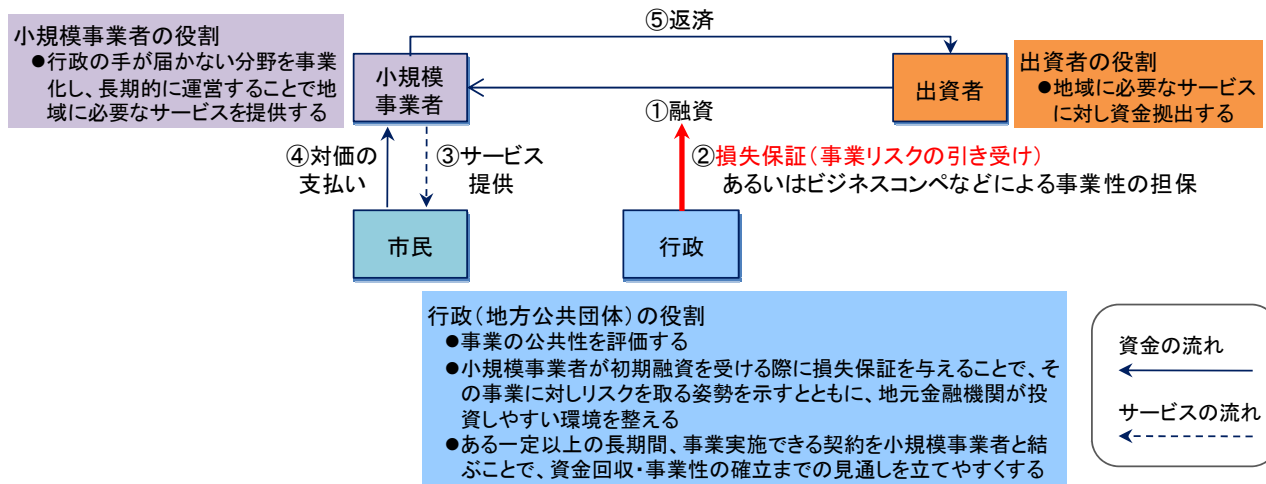 ⑤返済
小規模事業者の役割
●行政の手が届かない分野を事業
化し、長期的に運営することで地
域に必要なサービスを提供する
小規模
事業者
出資者
出資者の役割
●地域に必要なサービス
に対し資金拠出する
①融資
④対価の
支払い
③サービス
提供
②損失保証（事業リスクの引き受け）
あるいはビジネスコンペなどによる事業性の担保
市民
行政
行政（地方公共団体）の役割
●事業の公共性を評価する
●小規模事業者が初期融資を受ける際に損失保証を与えることで、そ
の事業に対しリスクを取る姿勢を示すとともに、地元金融機関が投
資しやすい環境を整える
●ある一定以上の長期間、事業実施できる契約を小規模事業者と結
ぶことで、資金回収・事業性の確立までの見通しを立てやすくする
資金の流れ
サービスの流れ